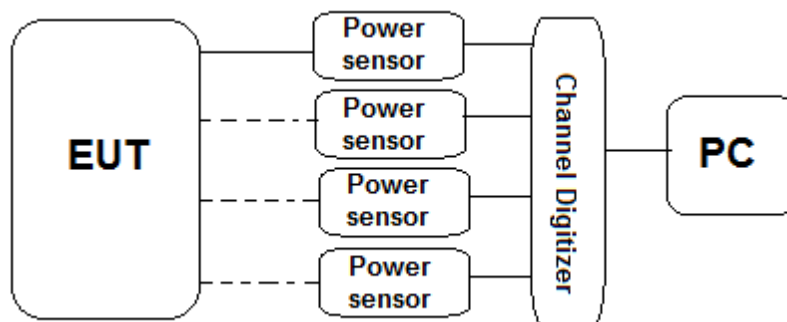 EUT
Power
sensor
Power
sensor
Power
sensor
Power
sensor
Channel Digitizer
PC